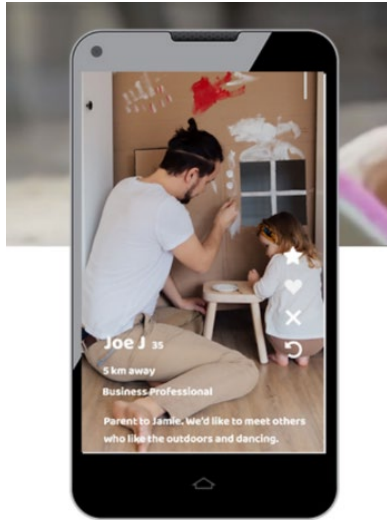 Joe J 35
5 km away
Business Professional
Parent to Jamie. We'd like to meet others
who like the outdoors and dancing.